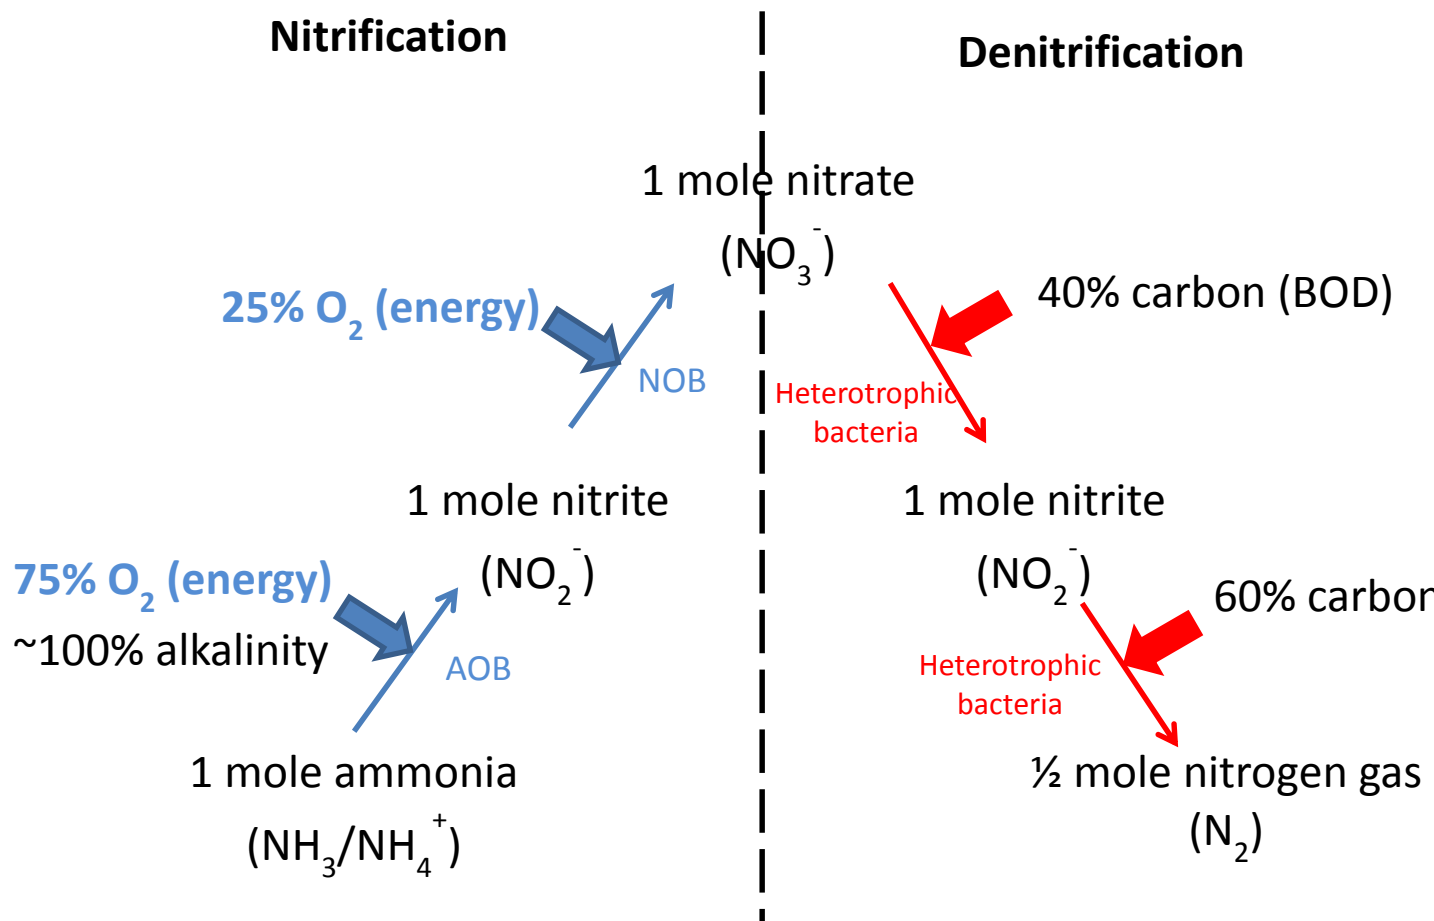 Nitrification
Denitrification
1 mole nitrate
(NO₃⁻)
25% O₂ (energy)
40% carbon (BOD)
NOB
Heterotrophic
bacteria
1 mole nitrite
(NO₂⁻)
1 mole nitrite
(NO₂⁻)
75% O₂ (energy)
~100% alkalinity
60% carbon
AOB
Heterotrophic
bacteria
1 mole ammonia
(NH₃/NH₄⁺)
½ mole nitrogen gas
(N₂)